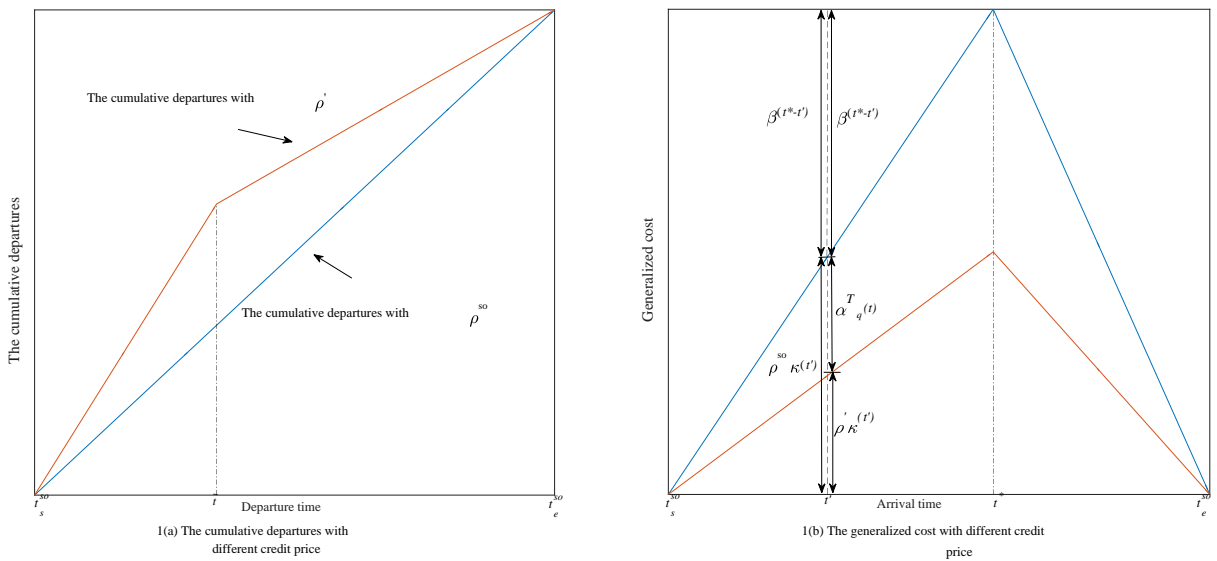 The cumulative departures
The cumulative departures with ρ'
The cumulative departures with ρ^so
t_s^so
t
Departure time
t_e^so
1(a) The cumulative departures with
different credit price
Generalized cost
β(t*-t')
β(t*-t')
αT_q(t)
ρ^so κ(t')
ρ'κ(t')
t_s^so
t'
Arrival time
t*
t_e^so
1(b) The generalized cost with different credit
price